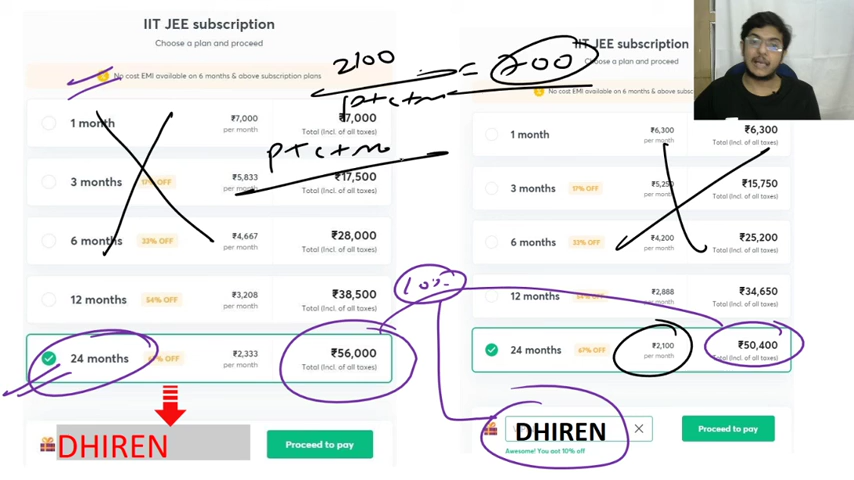 IIT JEE subscription
Choose a plan and proceed
No cost EMI available on 6 months & above subscription plans
1 month
₹7,000
per month
₹7,000
Total (Incl. of all taxes)
3 months
17% OFF
₹5,833
per month
₹17,500
Total (Incl. of all taxes)
6 months
33% OFF
₹4,667
per month
₹28,000
Total (Incl. of all taxes)
12 months
54% OFF
₹3,208
per month
₹38,500
Total (Incl. of all taxes)
24 months
67% OFF
₹2,333
per month
₹56,000
Total (Incl. of all taxes)
DHIREN
Proceed to pay
2100
= 700
p+c+m
p+c+m
10%
IIT JEE subscription
Choose a plan and proceed
No cost EMI available on 6 months & above subscription plans
1 month
₹6,300
per month
₹6,300
Total (Incl. of all taxes)
3 months
17% OFF
₹5,250
per month
₹15,750
Total (Incl. of all taxes)
6 months
33% OFF
₹4,200
per month
₹25,200
Total (Incl. of all taxes)
12 months
54% OFF
₹2,888
per month
₹34,650
Total (Incl. of all taxes)
24 months
67% OFF
₹2,100
per month
₹50,400
Total (Incl. of all taxes)
DHIREN
Awesome! You got 10% off
Proceed to pay